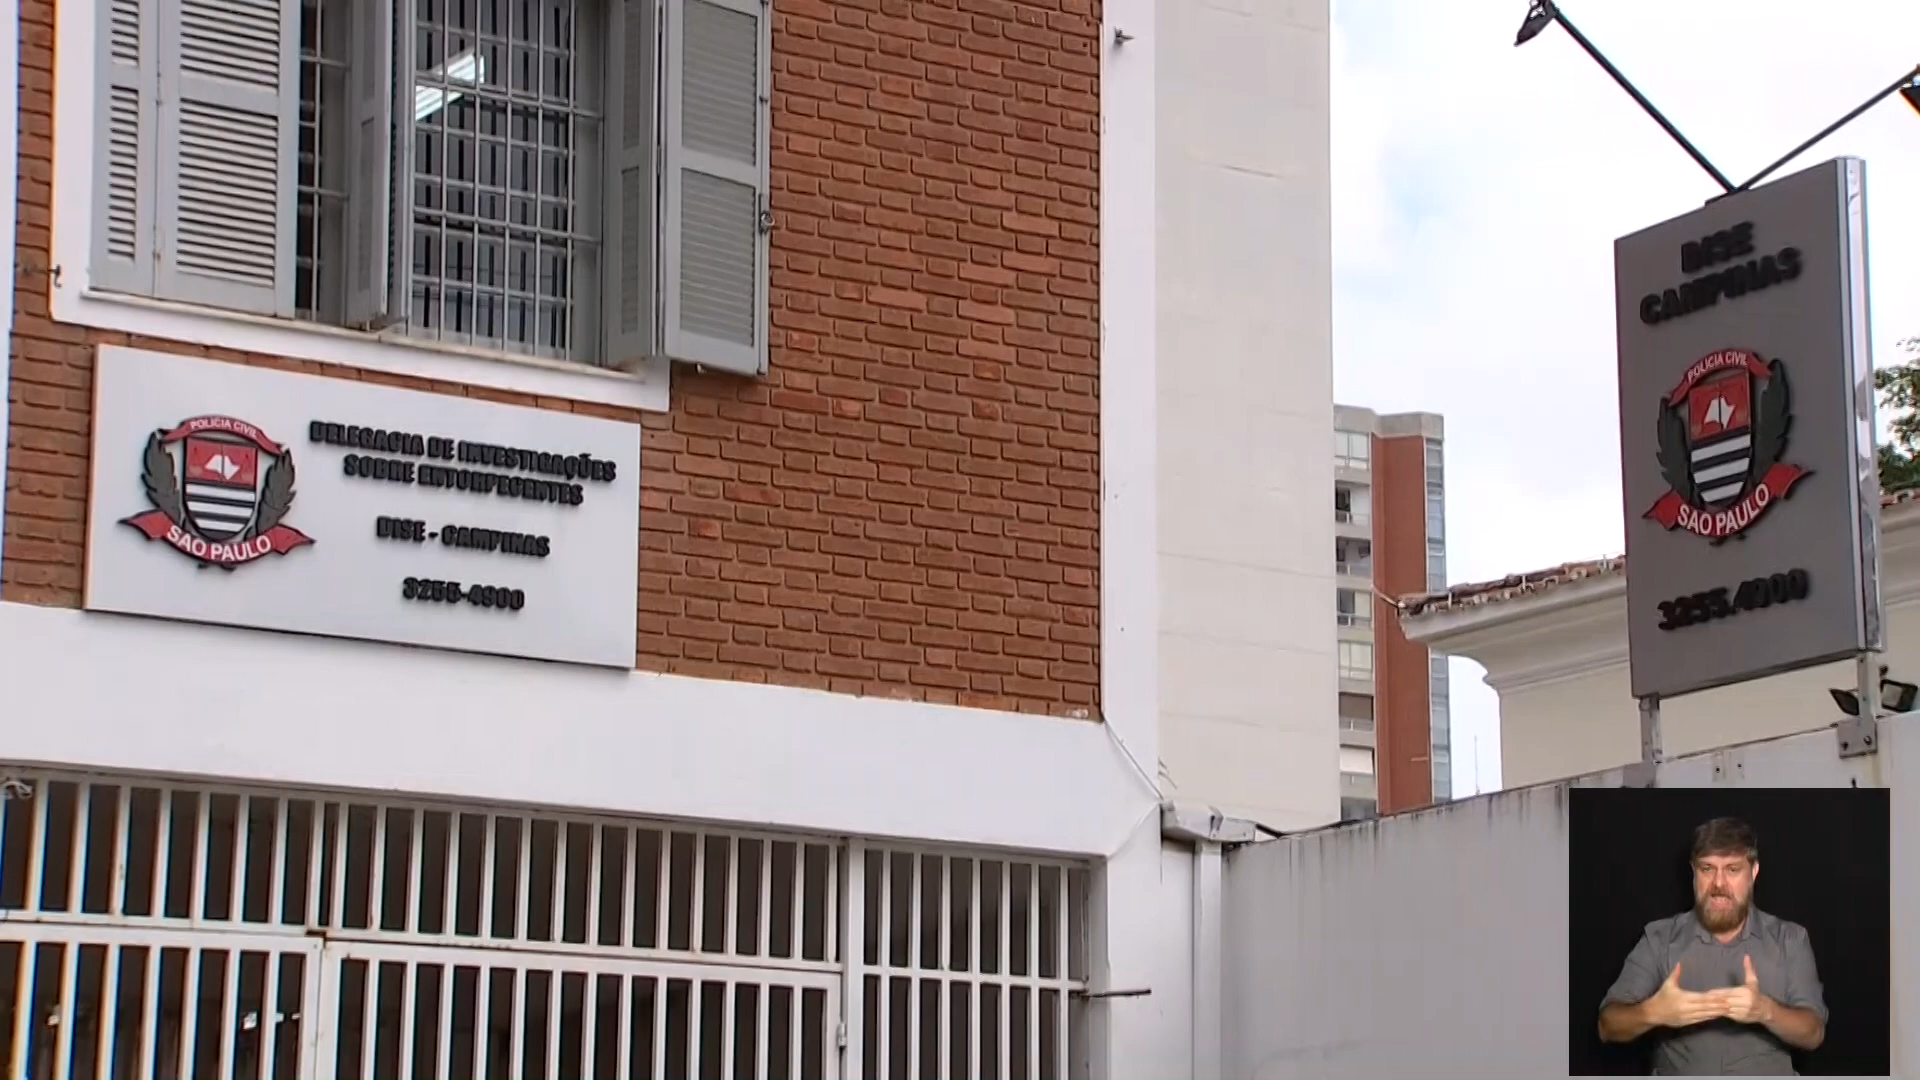 POLICIA CIVIL
SAO PAULO
DELEGACIA DE INVESTIGAÇÕES
SOBRE ENTORPECENTES
DISE - CAMPINAS
3255-4900
DISE
CAMPINAS
POLICIA CIVIL
SAO PAULO
3255.4900